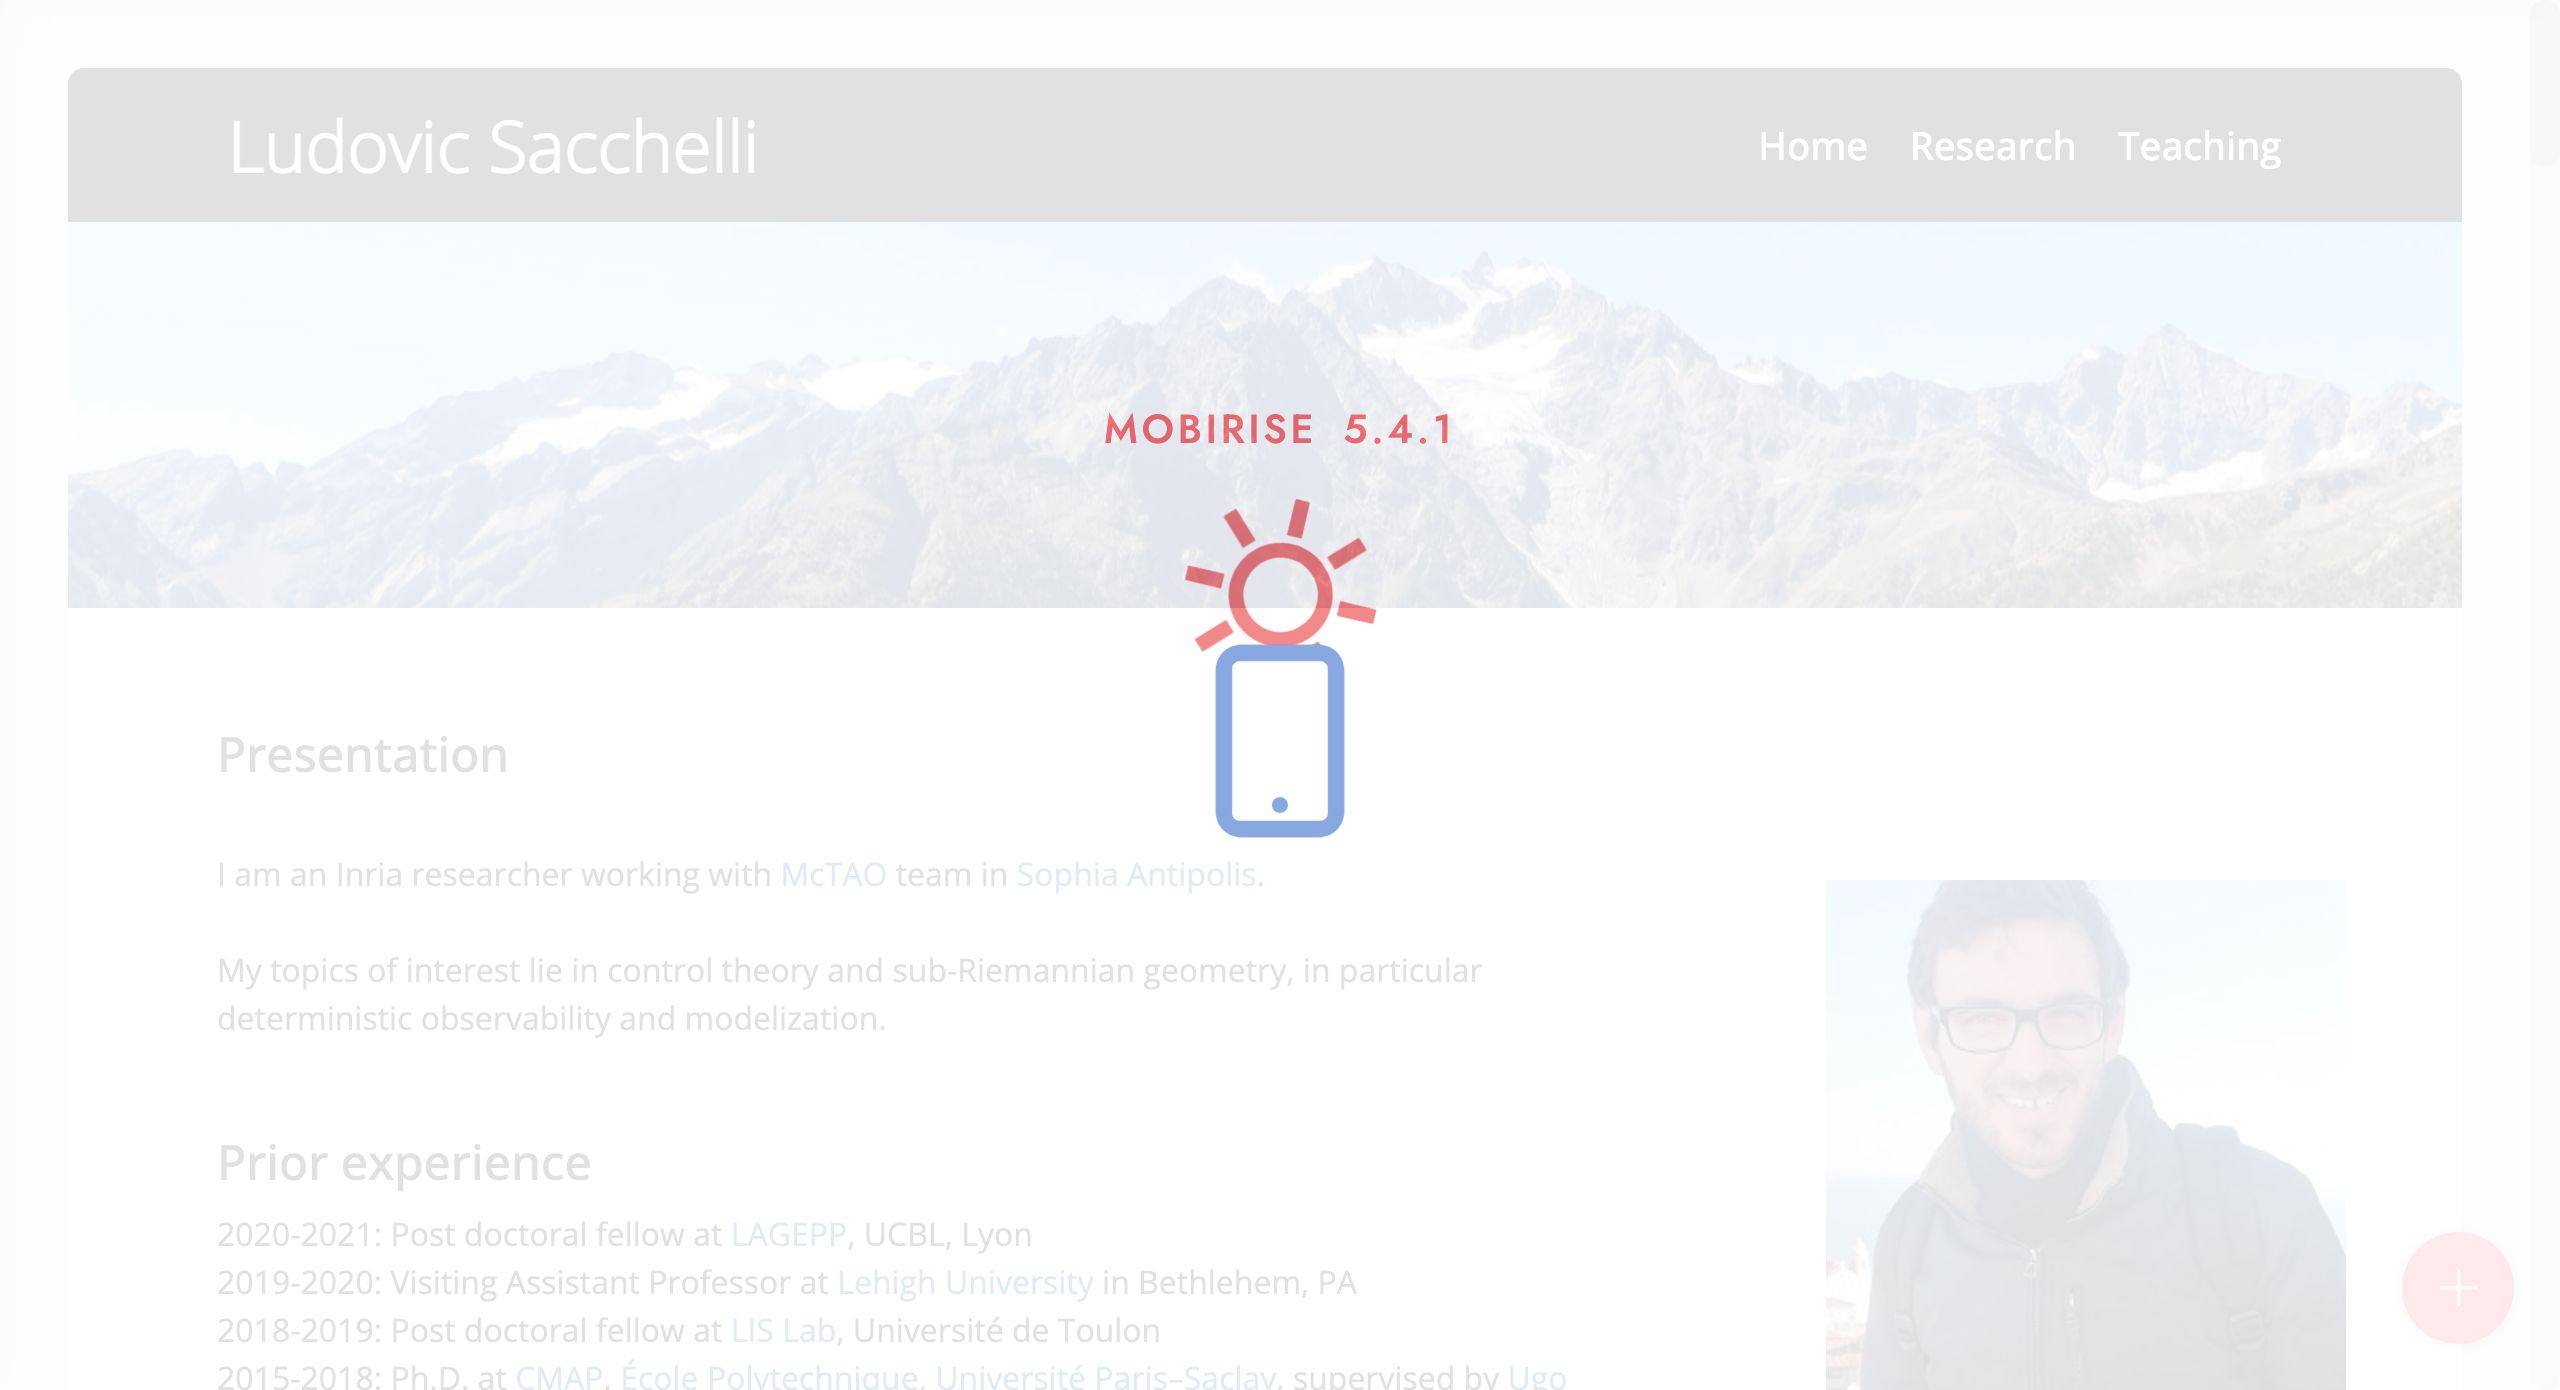 Ludovic Sacchelli
Home Research Teaching
MOBIRISE 5.4.1
Presentation
I am an Inria researcher working with McTAO team in Sophia Antipolis.
My topics of interest lie in control theory and sub-Riemannian geometry, in particular
deterministic observability and modelization.
Prior experience
2020-2021: Post doctoral fellow at LAGEPP, UCBL, Lyon
2019-2020: Visiting Assistant Professor at Lehigh University in Bethlehem, PA
2018-2019: Post doctoral fellow at LIS Lab, Université de Toulon
2015-2018: Ph.D. at CMAP, École Polytechnique, Université Paris–Saclay, supervised by Ugo